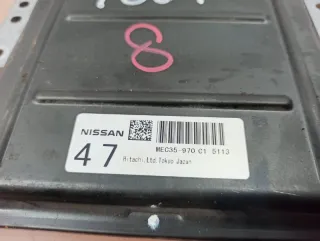 8
NISSAN
MEC35-970 C1 5113
47
Hitachi,Ltd.Tokyo Japan